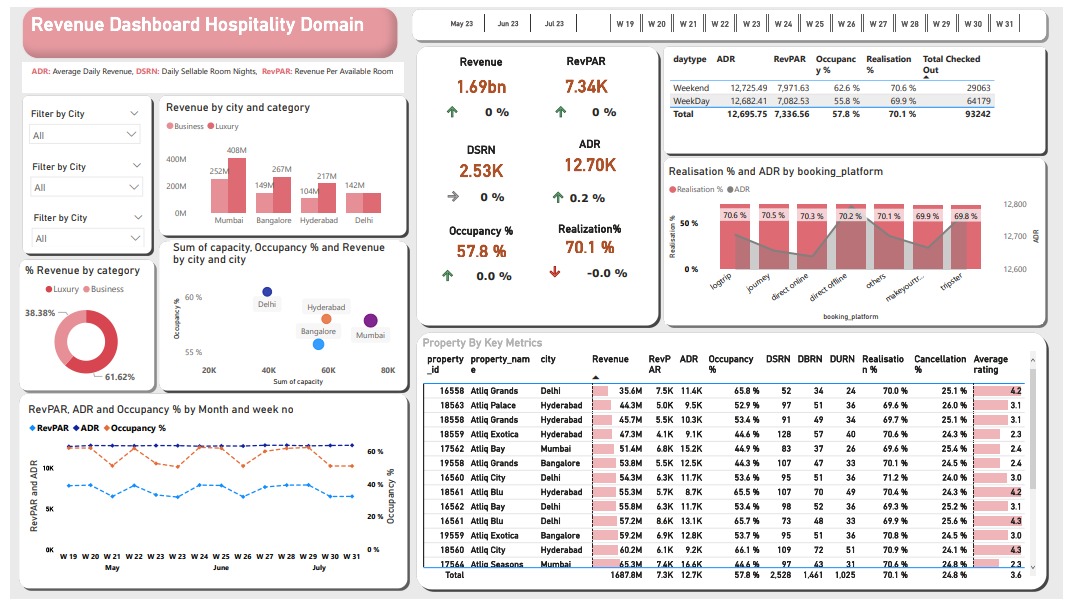 Revenue Dashboard Hospitality Domain
ADR: Average Daily Revenue, DSRN: Daily Sellable Room Nights, RevPAR: Revenue Per Available Room
May 23 Jun 23 Jul 23 W 19 W 20 W 21 W 22 W 23 W 24 W 25 W 26 W 27 W 28 W 29 W 30 W 31
Filter by City
All
Filter by City
All
Filter by City
All
Revenue by city and category
Business Luxury
400M
200M
0M
252M 408M 149M 267M 104M 217M 142M
Mumbai Bangalore Hyderabad Delhi
% Revenue by category
Luxury Business
38.38%
61.62%
Sum of capacity, Occupancy % and Revenue
by city and city
Occupancy %
60 %
55 %
Delhi
Hyderabad
Bangalore
Mumbai
20K 40K 60K 80K
Sum of capacity
RevPAR, ADR and Occupancy % by Month and week no
RevPAR ADR Occupancy %
RevPAR and ADR
10K
5K
0K
60 %
40 %
20 %
0 %
Occupancy %
W 19 W 20 W 21 W 22 W 23 W 24 W 25 W 26 W 27 W 28 W 29 W 30 W 31
May June July
Revenue
1.69bn
0 %
RevPAR
7.34K
0 %
DSRN
2.53K
0 %
ADR
12.70K
0.2 %
Occupancy %
57.8 %
0.0 %
Realization%
70.1 %
-0.0 %
daytype ADR RevPAR Occupanc Realisation Total Checked
y % % Out
Weekend 12,725.49 7,971.63 62.6 % 70.6 % 29063
WeekDay 12,682.41 7,082.53 55.8 % 69.9 % 64179
Total 12,695.75 7,336.56 57.8 % 70.1 % 93242
Realisation % and ADR by booking_platform
Realisation % ADR
Realisation %
50 %
0 %
70.6 % 70.5 % 70.3 % 70.2 % 70.1 % 69.9 % 69.8 %
12,800
12,700
12,600
ADR
logtrip journey direct online direct offline others makeyourtr... tripster
booking_platform
Property By Key Metrics
property property_nam city Revenue RevP ADR Occupancy DSRN DBRN DURN Realisatio Cancellation Average
_id e AR % n % % rating
16558 Atliq Grands Delhi 35.6M 7.5K 11.4K 65.8 % 52 34 24 70.0 % 25.1 % 4.2
18563 Atliq Palace Hyderabad 44.3M 5.0K 9.5K 52.9 % 97 51 36 69.6 % 26.0 % 3.1
18558 Atliq Grands Hyderabad 45.7M 5.5K 10.3K 53.4 % 91 49 34 69.7 % 25.1 % 3.1
18559 Atliq Exotica Hyderabad 47.3M 4.1K 9.1K 44.6 % 128 57 40 70.6 % 24.3 % 2.3
17562 Atliq Bay Mumbai 51.4M 6.8K 15.2K 44.9 % 83 37 26 69.6 % 25.4 % 2.4
19558 Atliq Grands Bangalore 53.8M 5.5K 12.5K 44.3 % 107 47 33 70.1 % 24.5 % 2.4
16560 Atliq City Delhi 54.3M 6.3K 11.7K 53.6 % 95 51 36 71.2 % 24.0 % 3.0
18561 Atliq Blu Hyderabad 55.3M 5.7K 8.7K 65.5 % 107 70 49 70.4 % 24.3 % 4.2
16562 Atliq Bay Delhi 55.8M 6.3K 11.7K 53.4 % 98 52 36 69.3 % 25.2 % 3.1
16561 Atliq Blu Delhi 57.2M 8.6K 13.1K 65.7 % 73 48 33 69.9 % 25.6 % 4.3
19559 Atliq Exotica Bangalore 59.2M 6.9K 12.8K 53.7 % 95 51 36 70.8 % 24.5 % 3.0
18560 Atliq City Hyderabad 60.2M 6.1K 9.2K 66.1 % 109 72 51 70.9 % 24.1 % 4.3
17564 Atliq Seasons Mumbai 65.3M 7.4K 16.6K 44.6 % 97 43 31 70.6 % 24.8 % 2.3
Total 1687.8M 7.3K 12.7K 57.8 % 2,528 1,461 1,025 70.1 % 24.8 % 3.6